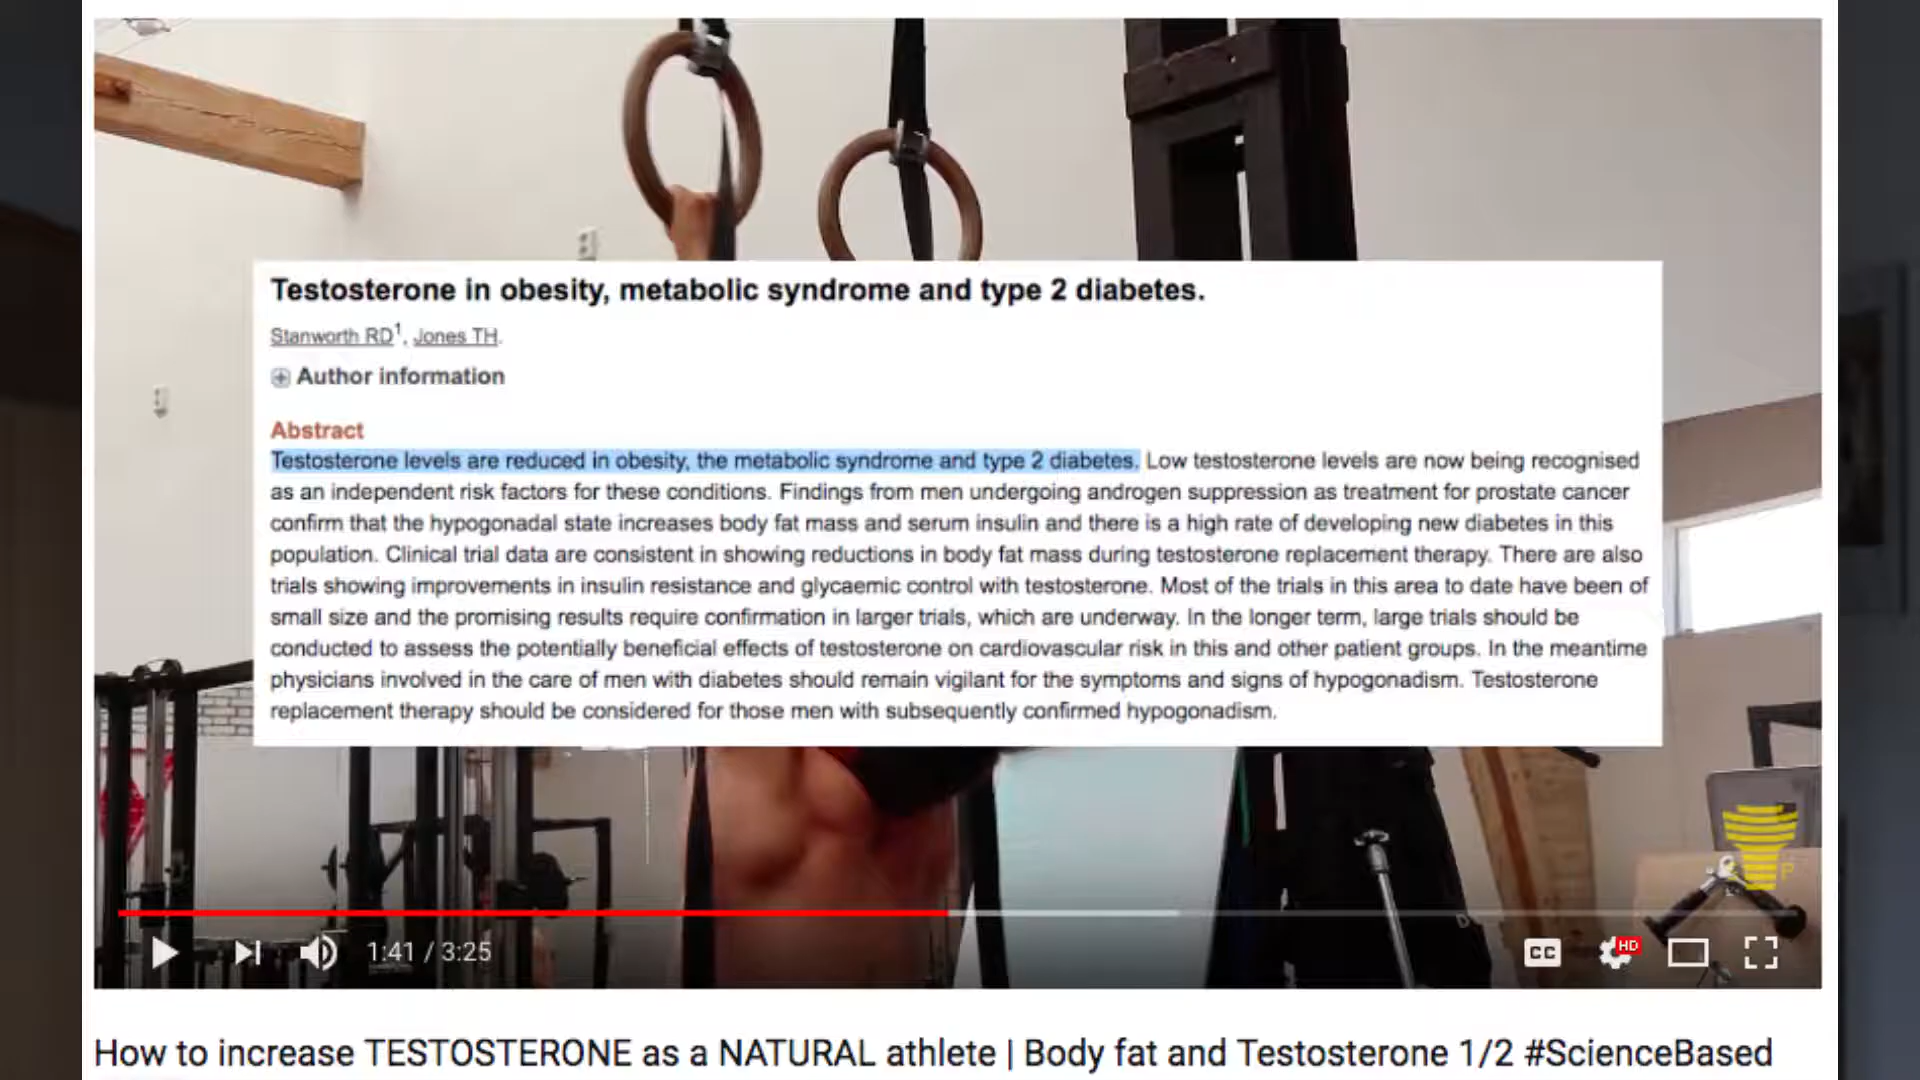 Testosterone in obesity, metabolic syndrome and type 2 diabetes.
Stanworth RD1, Jones TH.
Author information
Abstract
Testosterone levels are reduced in obesity, the metabolic syndrome and type 2 diabetes. Low testosterone levels are now being recognised
as an independent risk factors for these conditions. Findings from men undergoing androgen suppression as treatment for prostate cancer
confirm that the hypogonadal state increases body fat mass and serum insulin and there is a high rate of developing new diabetes in this
population. Clinical trial data are consistent in showing reductions in body fat mass during testosterone replacement therapy. There are also
trials showing improvements in insulin resistance and glycaemic control with testosterone. Most of the trials in this area to date have been of
small size and the promising results require confirmation in larger trials, which are underway. In the longer term, large trials should be
conducted to assess the potentially beneficial effects of testosterone on cardiovascular risk in this and other patient groups. In the meantime
physicians involved in the care of men with diabetes should remain vigilant for the symptoms and signs of hypogonadism. Testosterone
replacement therapy should be considered for those men with subsequently confirmed hypogonadism.
1:41 / 3:25
CC
HD
How to increase TESTOSTERONE as a NATURAL athlete | Body fat and Testosterone 1/2 #ScienceBased